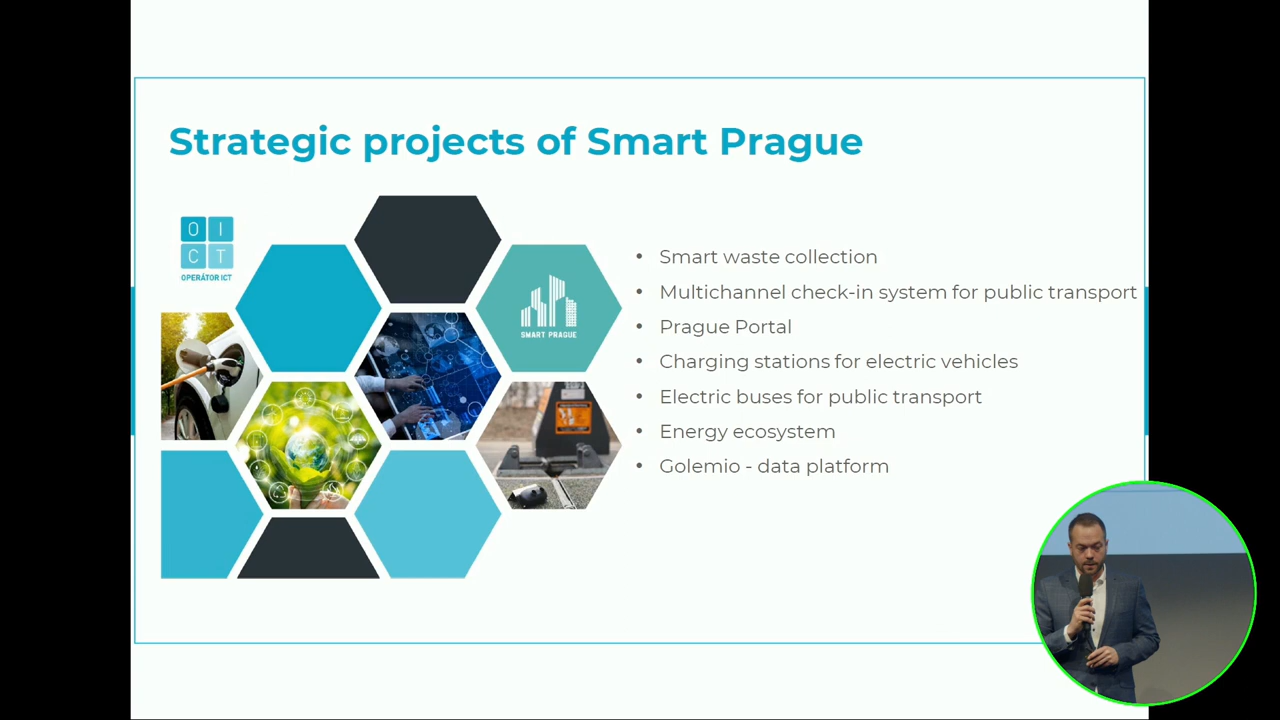 Strategic projects of Smart Prague
O I
C T
OPERÁTOR ICT
SMART PRAGUE
• Smart waste collection
• Multichannel check-in system for public transport
• Prague Portal
• Charging stations for electric vehicles
• Electric buses for public transport
• Energy ecosystem
• Golemio - data platform